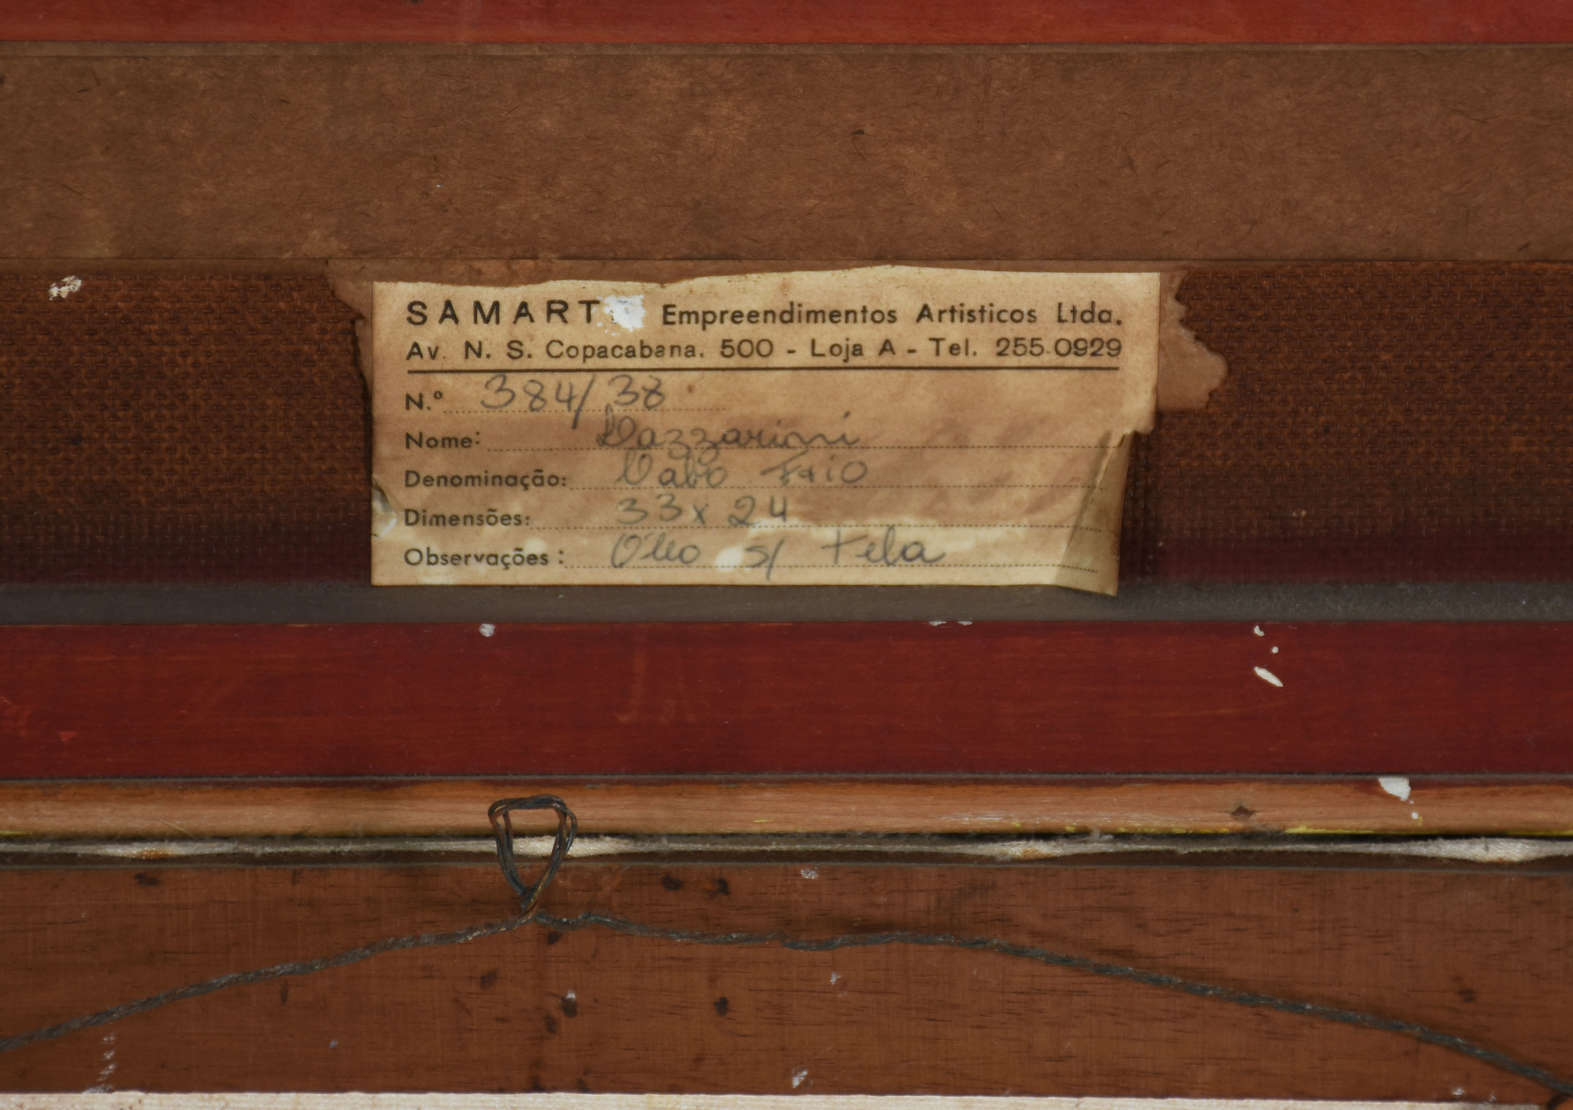 SAMART Empreendimentos Artisticos Ltda.
Av. N. S. Copacabana. 500 - Loja A - Tel. 255-0929
N.º 384/38
Nome: Dazzarini
Denominação: Cabo Frio
Dimensões: 33x24
Observações: Óleo s/ Tela